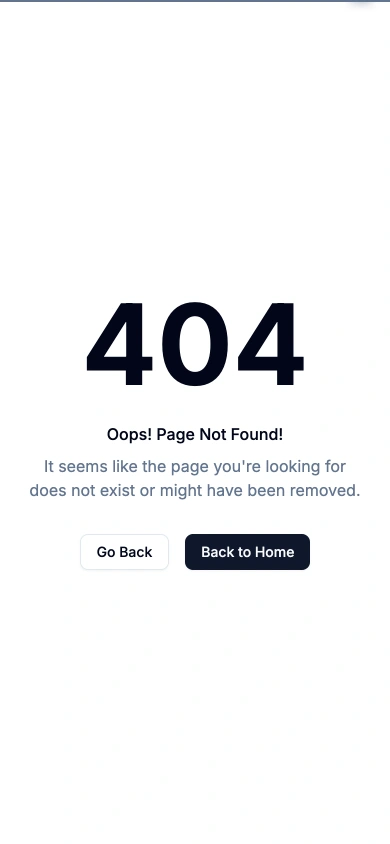 404
Oops! Page Not Found!
It seems like the page you're looking for
does not exist or might have been removed.
Go Back
Back to Home